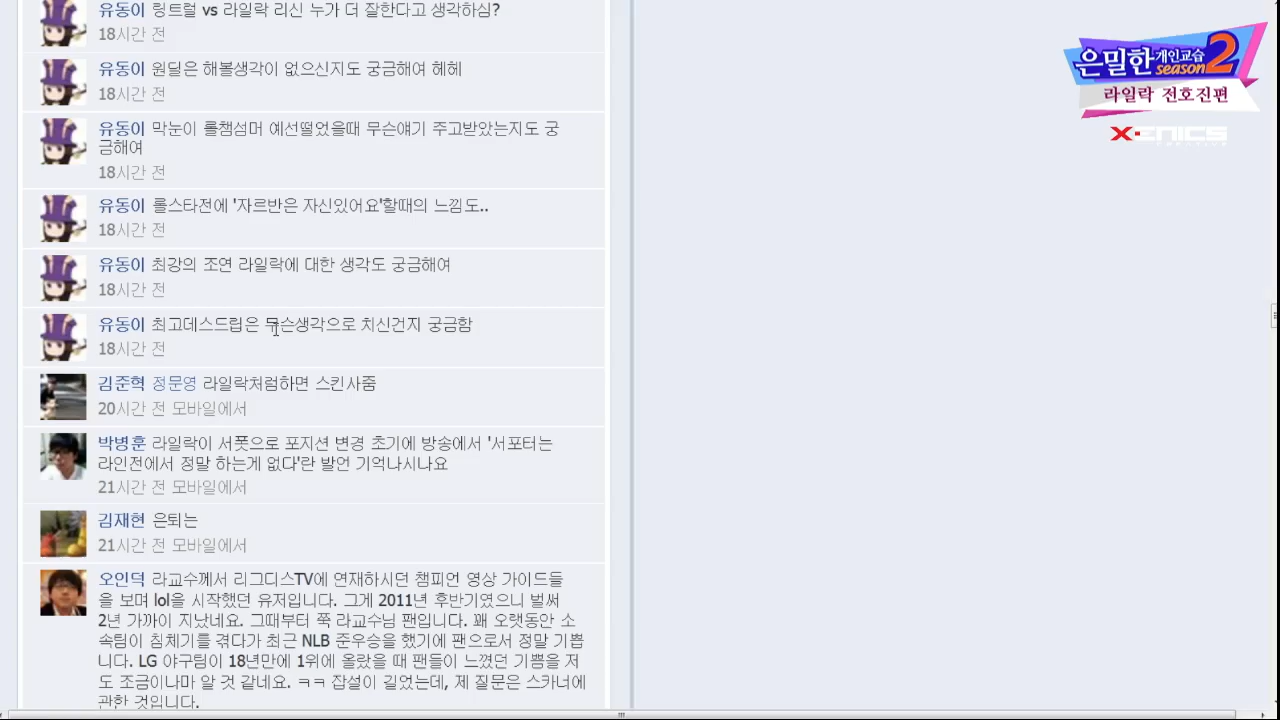 유동이 링트럴 vs 라일락 리신 누가 더 잘한다고 생각하심?
18시간 전
유동이 원딜은 해볼생각이 없으신지도 궁금해여 헤헤
18시간 전
유동이 막눈이 롤챔섬머 예선떨었을때 무슨얘기 주고받았는지도 궁
금해여
18시간 전
유동이 롤스타전에 '자르반은 자신있어요'할때의 느낌도..
18시간 전
유동이 최강의 조연 라일락에 대한 생각도 궁금해여
18시간 전
유동이 최고데스드립은 무슨생각으로 치신건지 궁금함
18시간 전
김준혁 정문영 라일락처럼하면 스킨사줌
20시간 전 모바일에서
박병훈 라일락이 서폿으로 포지션 변경 초기에 방송에서 '서포터는
라인전에서 정말 하는게 없다'란 발언 기억나시나요
21시간 전 모바일에서
김재현 은퇴는
21시간 전 모바일에서
오인덕 라교수께서 리그디스TV에 연재하시던 챔피언 영상 가이드들
을 보며 lol을 시작했던 유저입니다. 그게 2011년 후반기였으니 벌써
2년 가까이 지났네요. 그때부터 쭉 라교수님 팬입니다. 꽤 오랫동안 소
속팀이 침체기를 겪다가 최근 NLB 준우승을 했기에 팬으로서 정말 기쁩
니다. LG 야구팀이 18년만에 1위에 올랐을 때 팬들이 느꼈던 기쁨을 저
도 조금이나마 알 것 같네요. ㅋㅋ 잡설이 길었는데, 제 질문은 스카너에
관한 것입니다.
은밀한 개인교습 season 2
라일락 전호진편
X-ENICS